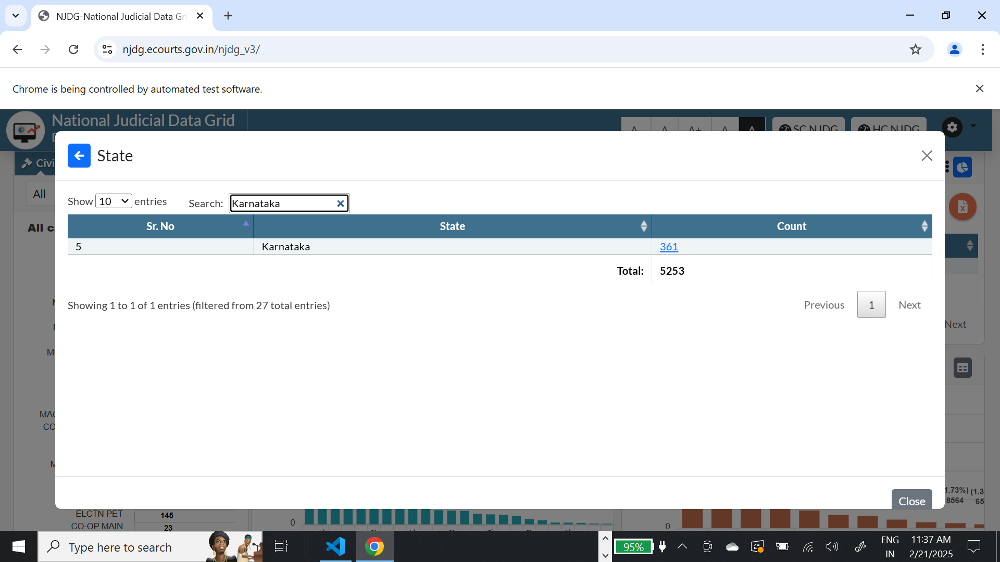 NJDG-National Judicial Data Gri
njdg.ecourts.gov.in/njdg_v3/
Chrome is being controlled by automated test software.
National Judicial Data Grid
A- A A+ A A SC NJDG HC NJDG
State
Civi
Show 10 entries Search: Karnataka
All
All c
Sr. No State Count
5 Karnataka 361
Total: 5253
Showing 1 to 1 of 1 entries (filtered from 27 total entries)
Previous 1 Next
Next
MAC
CO
Close
1.73%) (1.3
8564 65
ELCTN PET 145
CO-OP MAIN 23
0
0
Type here to search
95%
ENG
IN
11:37 AM
2/21/2025